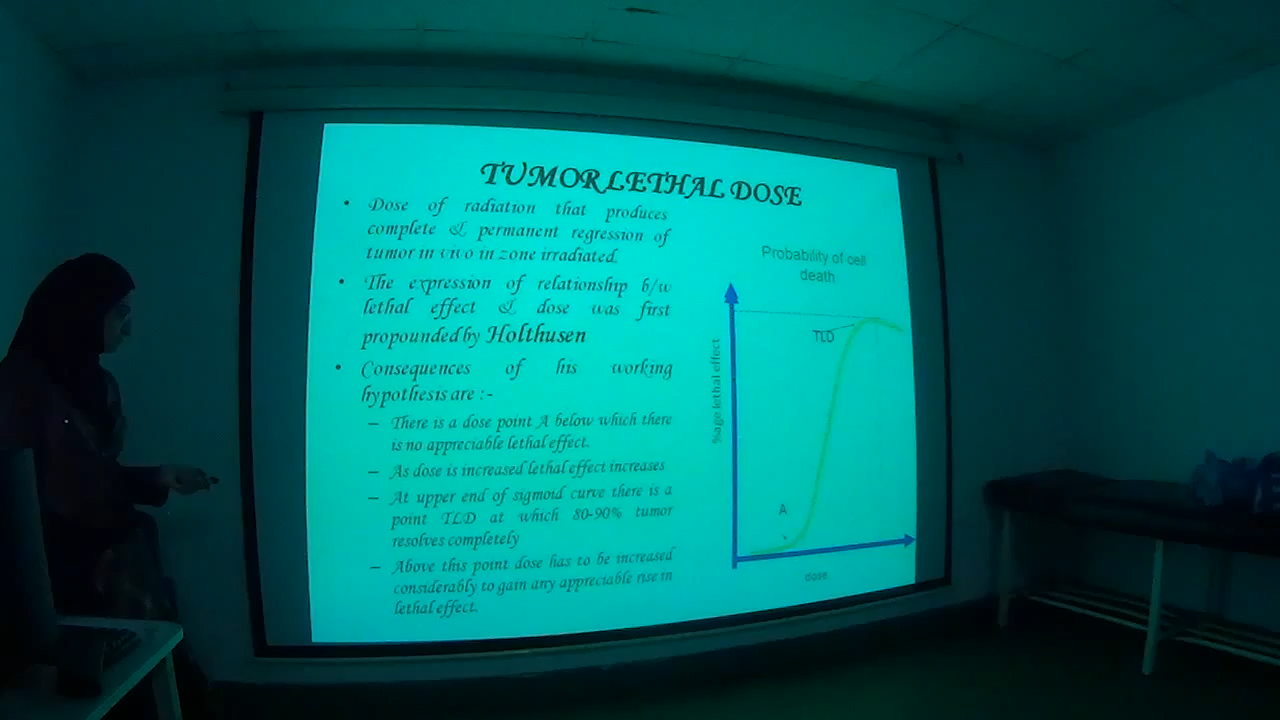 TUMOR LETHAL DOSE
• Dose of radiation that produces
complete & permanent regression of
tumor in vivo in zone irradiated.
• The expression of relationship b/w
lethal effect & dose was first
propounded by Holthusen
• Consequences of his working
hypothesis are :-
– There is a dose point A below which there
is no appreciable lethal effect.
– As dose is increased lethal effect increases
– At upper end of sigmoid curve there is a
point TLD at which 80-90% tumor
resolves completely
– Above this point dose has to be increased
considerably to gain any appreciable rise in
lethal effect.
Probability of cell
death
TLD
%age lethal effect
A
dose